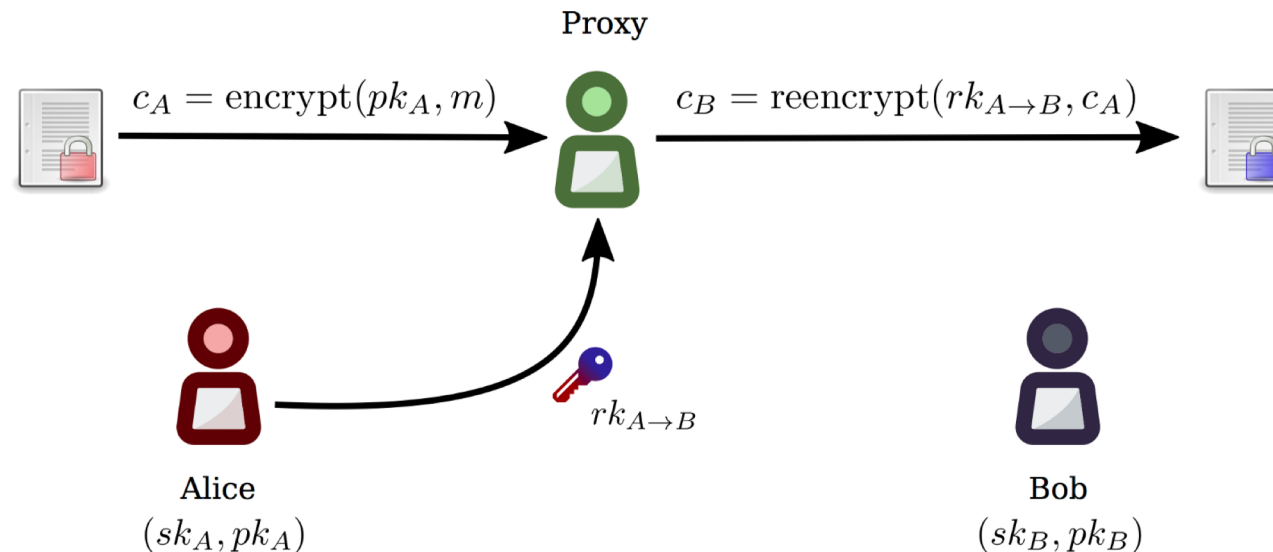 Proxy
c_A = encrypt(pk_A, m)
c_B = reencrypt(rk_{A→B}, c_A)
rk_{A→B}
Alice
(sk_A, pk_A)
Bob
(sk_B, pk_B)